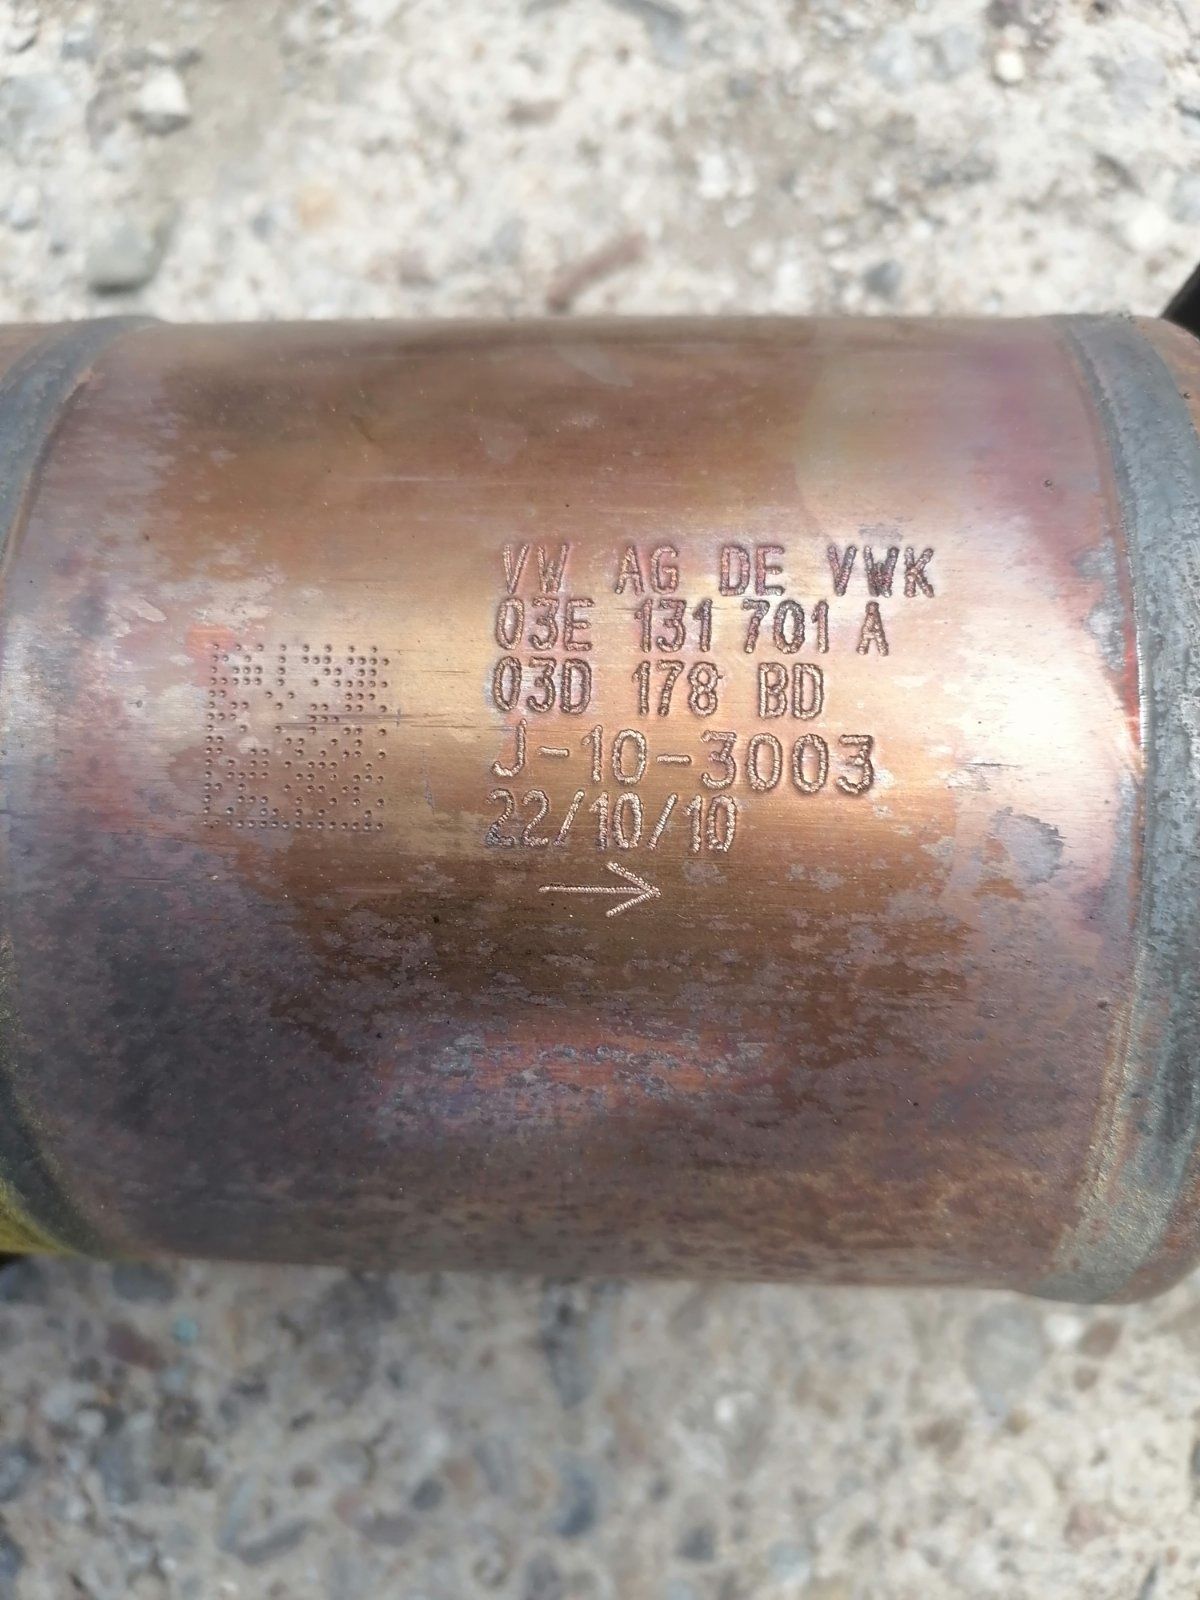 VW AG DE VWK
03E 131 701 A
03D 178 BD
J-10-3003
22/10/10
→